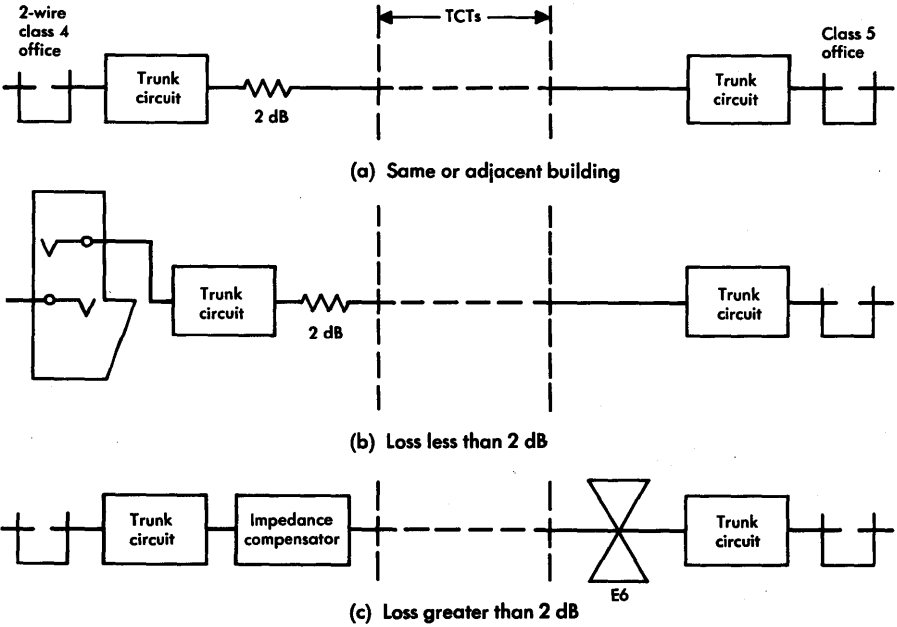 2-wire
class 4
office
TCTs
Class 5
office
Trunk
circuit
2 dB
Trunk
circuit
(a) Same or adjacent building
Trunk
circuit
2 dB
Trunk
circuit
(b) Loss less than 2 dB
Trunk
circuit
Impedance
compensator
E6
Trunk
circuit
(c) Loss greater than 2 dB